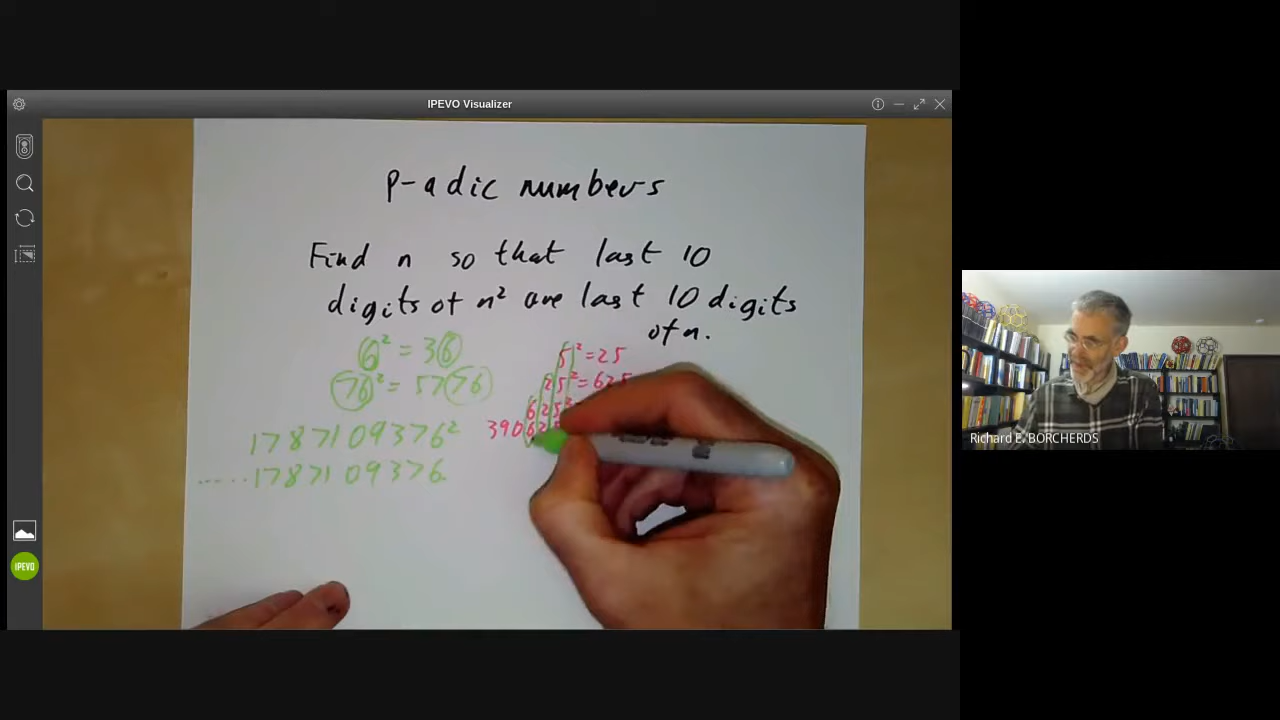 IPEVO Visualizer
p-adic numbers
Find n so that last 10
digits of n² are last 10 digits
of n.
6² = 36
76² = 5776
1787109376²
.....1787109376.
5² = 25
25² = 625
625²
390625
IPEVO
Richard E. BORCHERDS